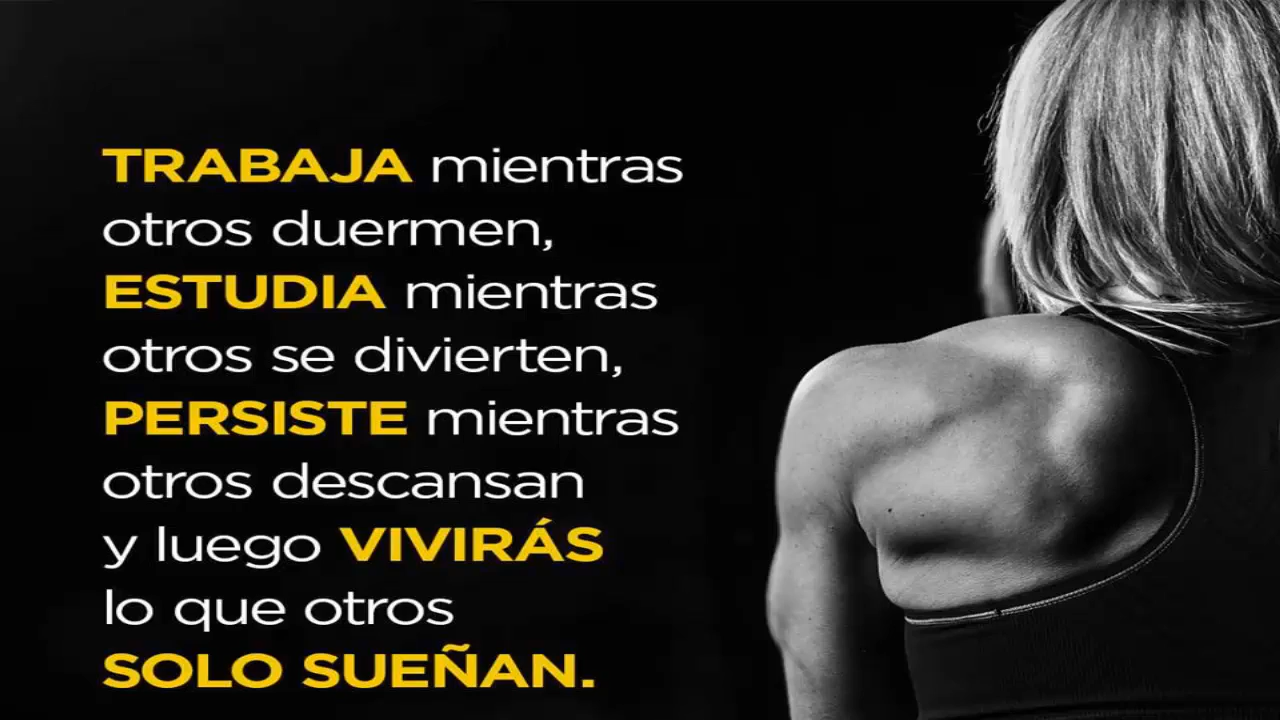 TRABAJA mientras
otros duermen,
ESTUDIA mientras
otros se divierten,
PERSISTE mientras
otros descansan
y luego VIVIRÁS
lo que otros
SOLO SUEÑAN.